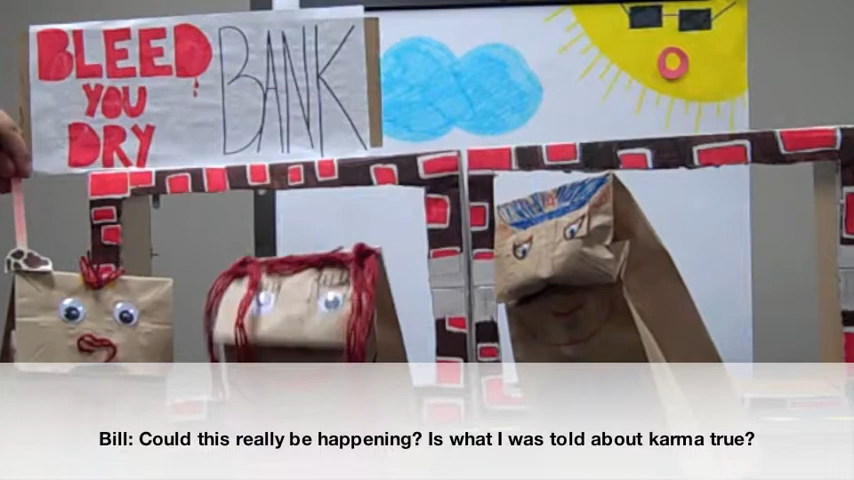 BLEED
YOU
DRY
BANK
Bill: Could this really be happening? Is what I was told about karma true?